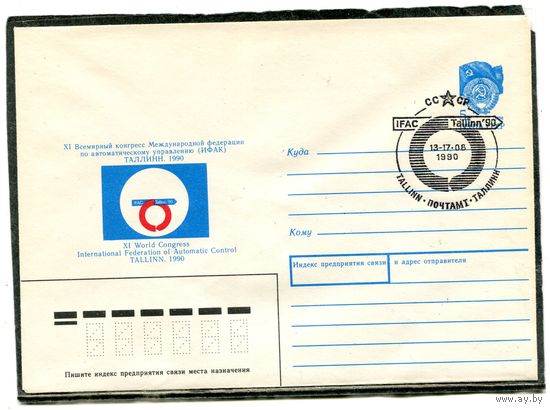 XI Всемирный конгресс Международной федерации
по автоматическому управлению (ИФАК)
ТАЛЛИНН. 1990
IFAC Tallinn '90
XI World Congress
International Federation of Automatic Control
TALLINN. 1990
СС СР
IFAC Tallinn '90
13-17·08
1990
TALLINN · ПОЧТАМТ · ТАЛЛИНН
Куда
Кому
Индекс предприятия связи и адрес отправителя
Пишите индекс предприятия связи места назначения
www.ay.by